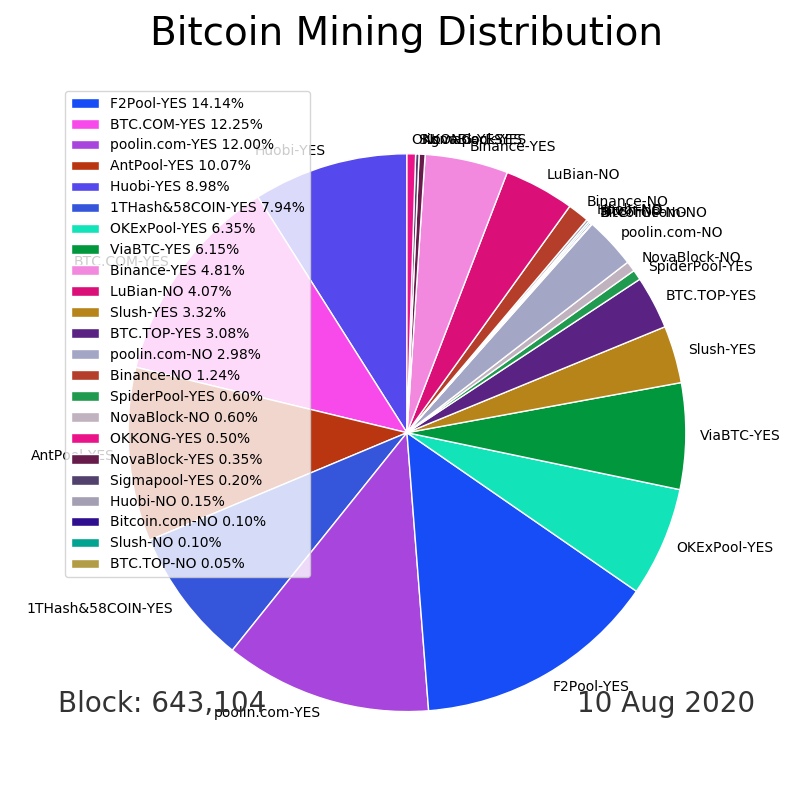 Bitcoin Mining Distribution
F2Pool-YES 14.14%
BTC.COM-YES 12.25%
poolin.com-YES 12.00%
AntPool-YES 10.07%
Huobi-YES 8.98%
1THash&58COIN-YES 7.94%
OKExPool-YES 6.35%
ViaBTC-YES 6.15%
Binance-YES 4.81%
LuBian-NO 4.07%
Slush-YES 3.32%
BTC.TOP-YES 3.08%
poolin.com-NO 2.98%
Binance-NO 1.24%
SpiderPool-YES 0.60%
NovaBlock-NO 0.60%
OKKONG-YES 0.50%
NovaBlock-YES 0.35%
Sigmapool-YES 0.20%
Huobi-NO 0.15%
Bitcoin.com-NO 0.10%
Slush-NO 0.10%
BTC.TOP-NO 0.05%
Huobi-YES
BTC.COM-YES
AntPool-YES
1THash&58COIN-YES
poolin.com-YES
F2Pool-YES
OKExPool-YES
ViaBTC-YES
Slush-YES
BTC.TOP-YES
SpiderPool-YES
NovaBlock-NO
poolin.com-NO
Binance-NO
LuBian-NO
Binance-YES
Block: 643,104
10 Aug 2020